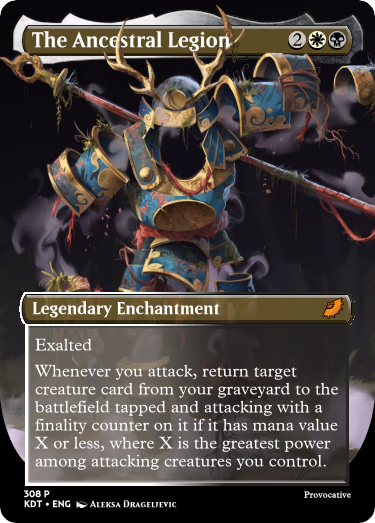 The Ancestral Legion 2
Legendary Enchantment
Exalted
Whenever you attack, return target
creature card from your graveyard to the
battlefield tapped and attacking with a
finality counter on it if it has mana value
X or less, where X is the greatest power
among attacking creatures you control.
308 P
KDT • ENG Aleksa Drageljevic
Provocative